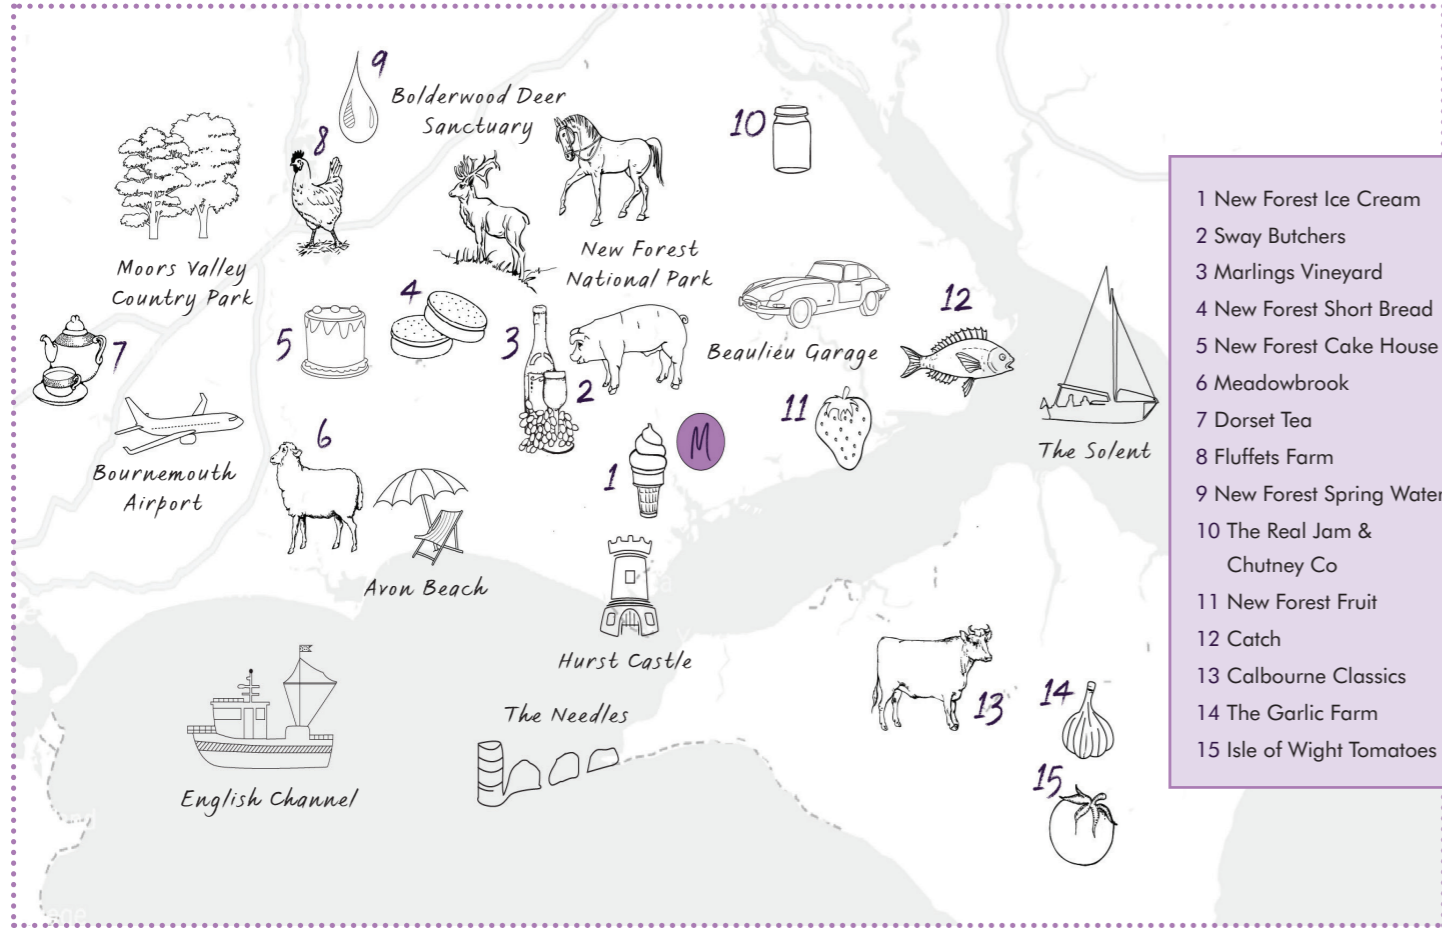 9
Bolderwood Deer
Sanctuary
8
10
Moors Valley
Country Park
New Forest
National Park
4
12
5
3
7
Beaulieu Garage
2
11
M
6
1
The Solent
Bournemouth
Airport
Avon Beach
Hurst Castle
The Needles
13
14
15
English Channel
1 New Forest Ice Cream
2 Sway Butchers
3 Marlings Vineyard
4 New Forest Short Bread
5 New Forest Cake House
6 Meadowbrook
7 Dorset Tea
8 Fluffets Farm
9 New Forest Spring Water
10 The Real Jam &
Chutney Co
11 New Forest Fruit
12 Catch
13 Calbourne Classics
14 The Garlic Farm
15 Isle of Wight Tomatoes